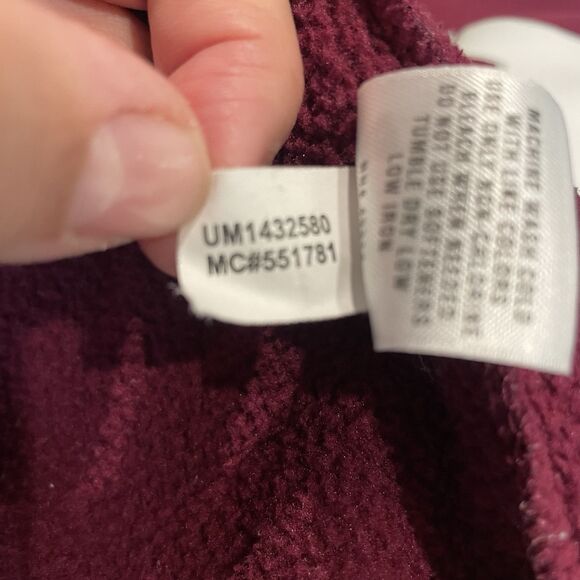 UM1432580
MC#551781
MACHINE WASH COLD
WITH LIKE COLORS
USE ONLY NON-CHLORINE
BLEACH WHEN NEEDED
DO NOT USE SOFTENERS
TUMBLE DRY LOW
LOW IRON